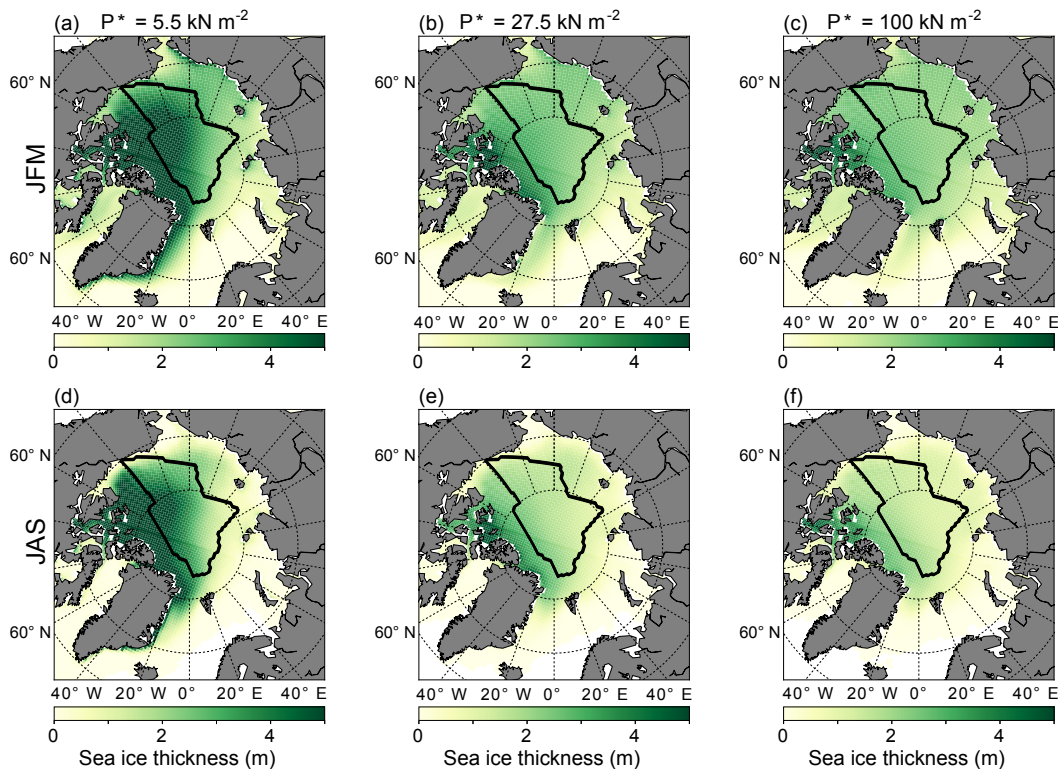 (a) P* = 5.5 kN m⁻² (b) P* = 27.5 kN m⁻² (c) P* = 100 kN m⁻²
60° N 60° N 60° N
JFM
60° N 60° N 60° N
40° W 20° W 0° 20° E 40° E 40° W 20° W 0° 20° E 40° E 40° W 20° W 0° 20° E 40° E
0 2 4 0 2 4 0 2 4
(d) (e) (f)
60° N 60° N 60° N
JAS
60° N 60° N 60° N
40° W 20° W 0° 20° E 40° E 40° W 20° W 0° 20° E 40° E 40° W 20° W 0° 20° E 40° E
0 2 4 0 2 4 0 2 4
Sea ice thickness (m) Sea ice thickness (m) Sea ice thickness (m)